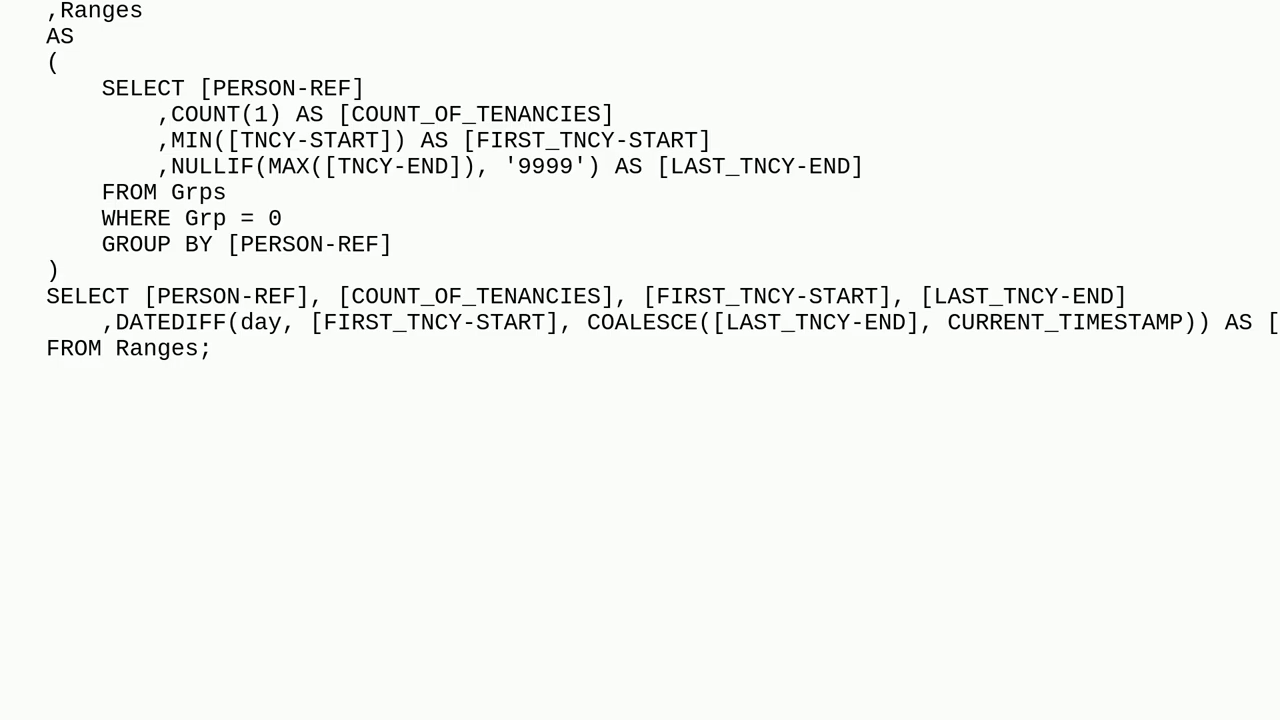 ,Ranges
AS
(
    SELECT [PERSON-REF]
        ,COUNT(1) AS [COUNT_OF_TENANCIES]
        ,MIN([TNCY-START]) AS [FIRST_TNCY-START]
        ,NULLIF(MAX([TNCY-END]), '9999') AS [LAST_TNCY-END]
    FROM Grps
    WHERE Grp = 0
    GROUP BY [PERSON-REF]
)
SELECT [PERSON-REF], [COUNT_OF_TENANCIES], [FIRST_TNCY-START], [LAST_TNCY-END]
    ,DATEDIFF(day, [FIRST_TNCY-START], COALESCE([LAST_TNCY-END], CURRENT_TIMESTAMP)) AS [
FROM Ranges;